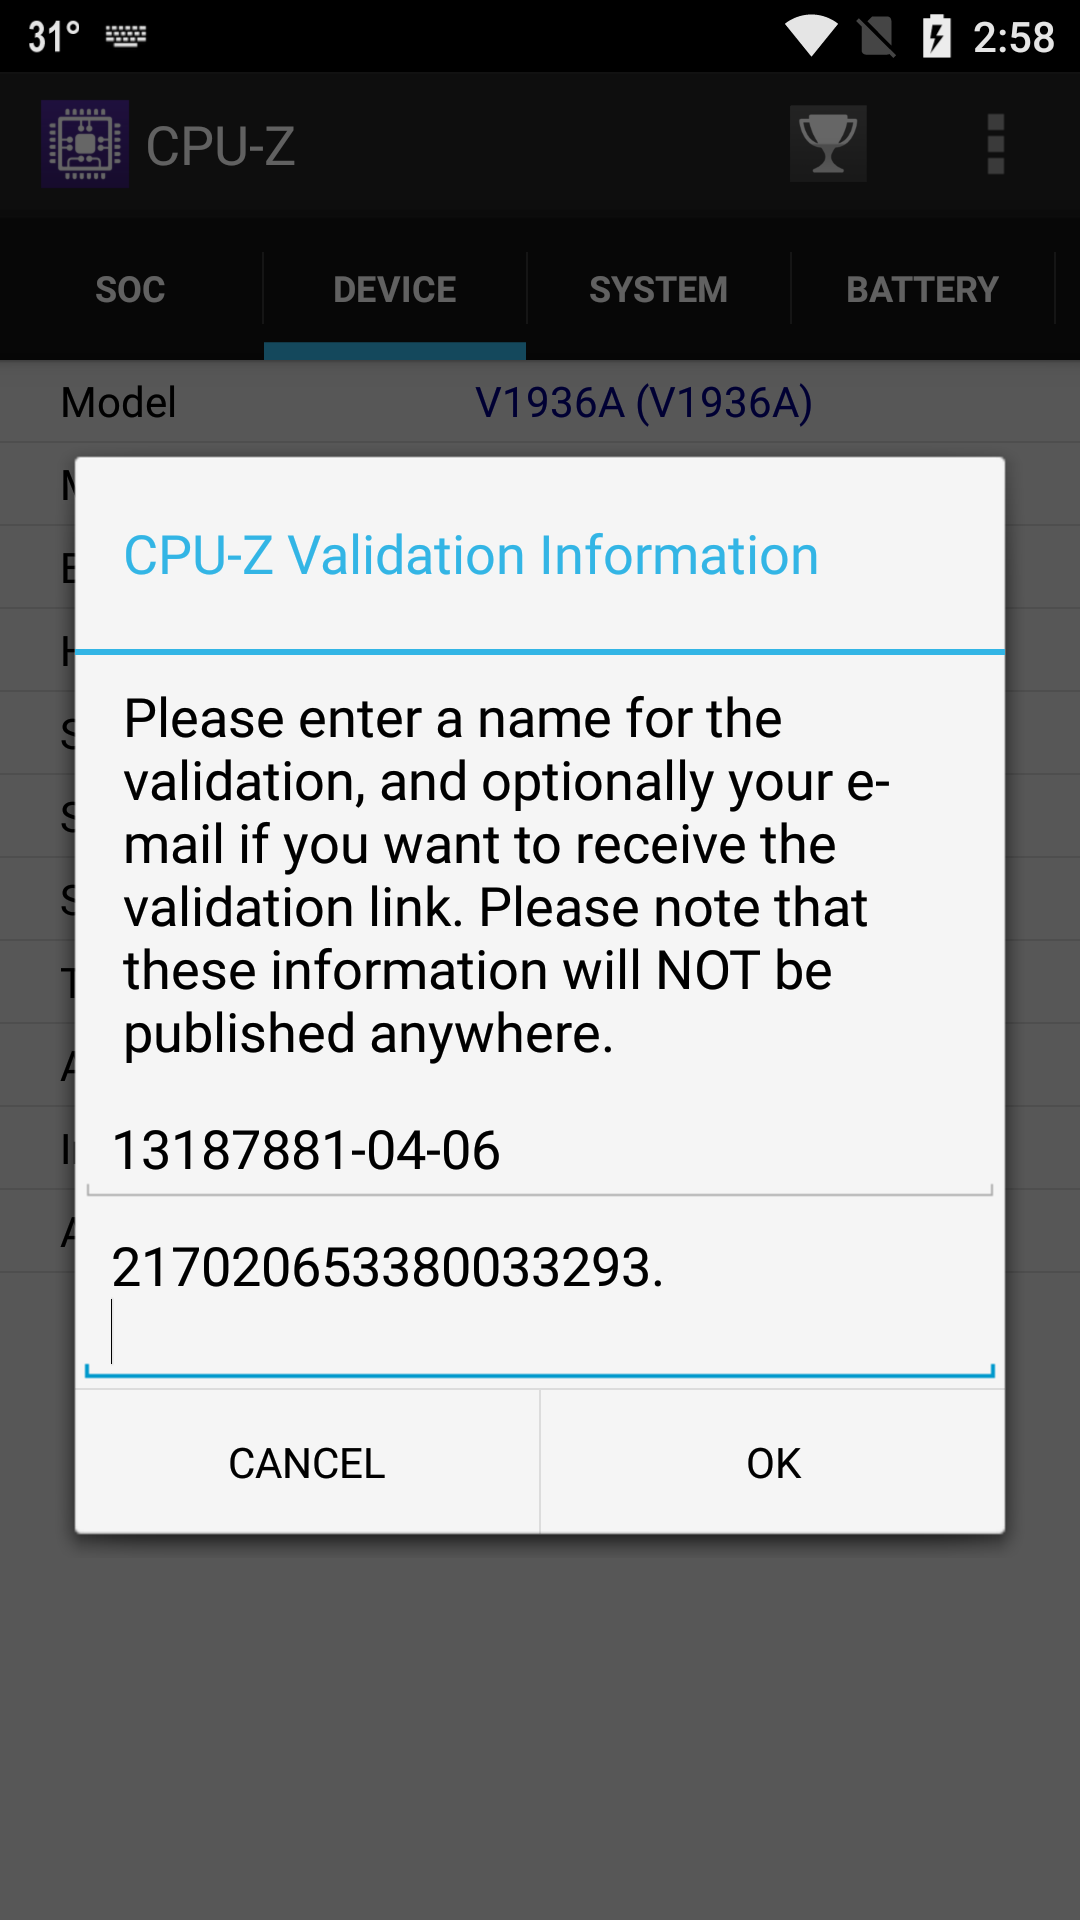 31° 2:58
CPU-Z
SOC DEVICE SYSTEM BATTERY
Model V1936A (V1936A)
CPU-Z Validation Information
Please enter a name for the
validation, and optionally your e-
mail if you want to receive the
validation link. Please note that
these information will NOT be
published anywhere.
13187881-04-06
217020653380033293.
CANCEL OK